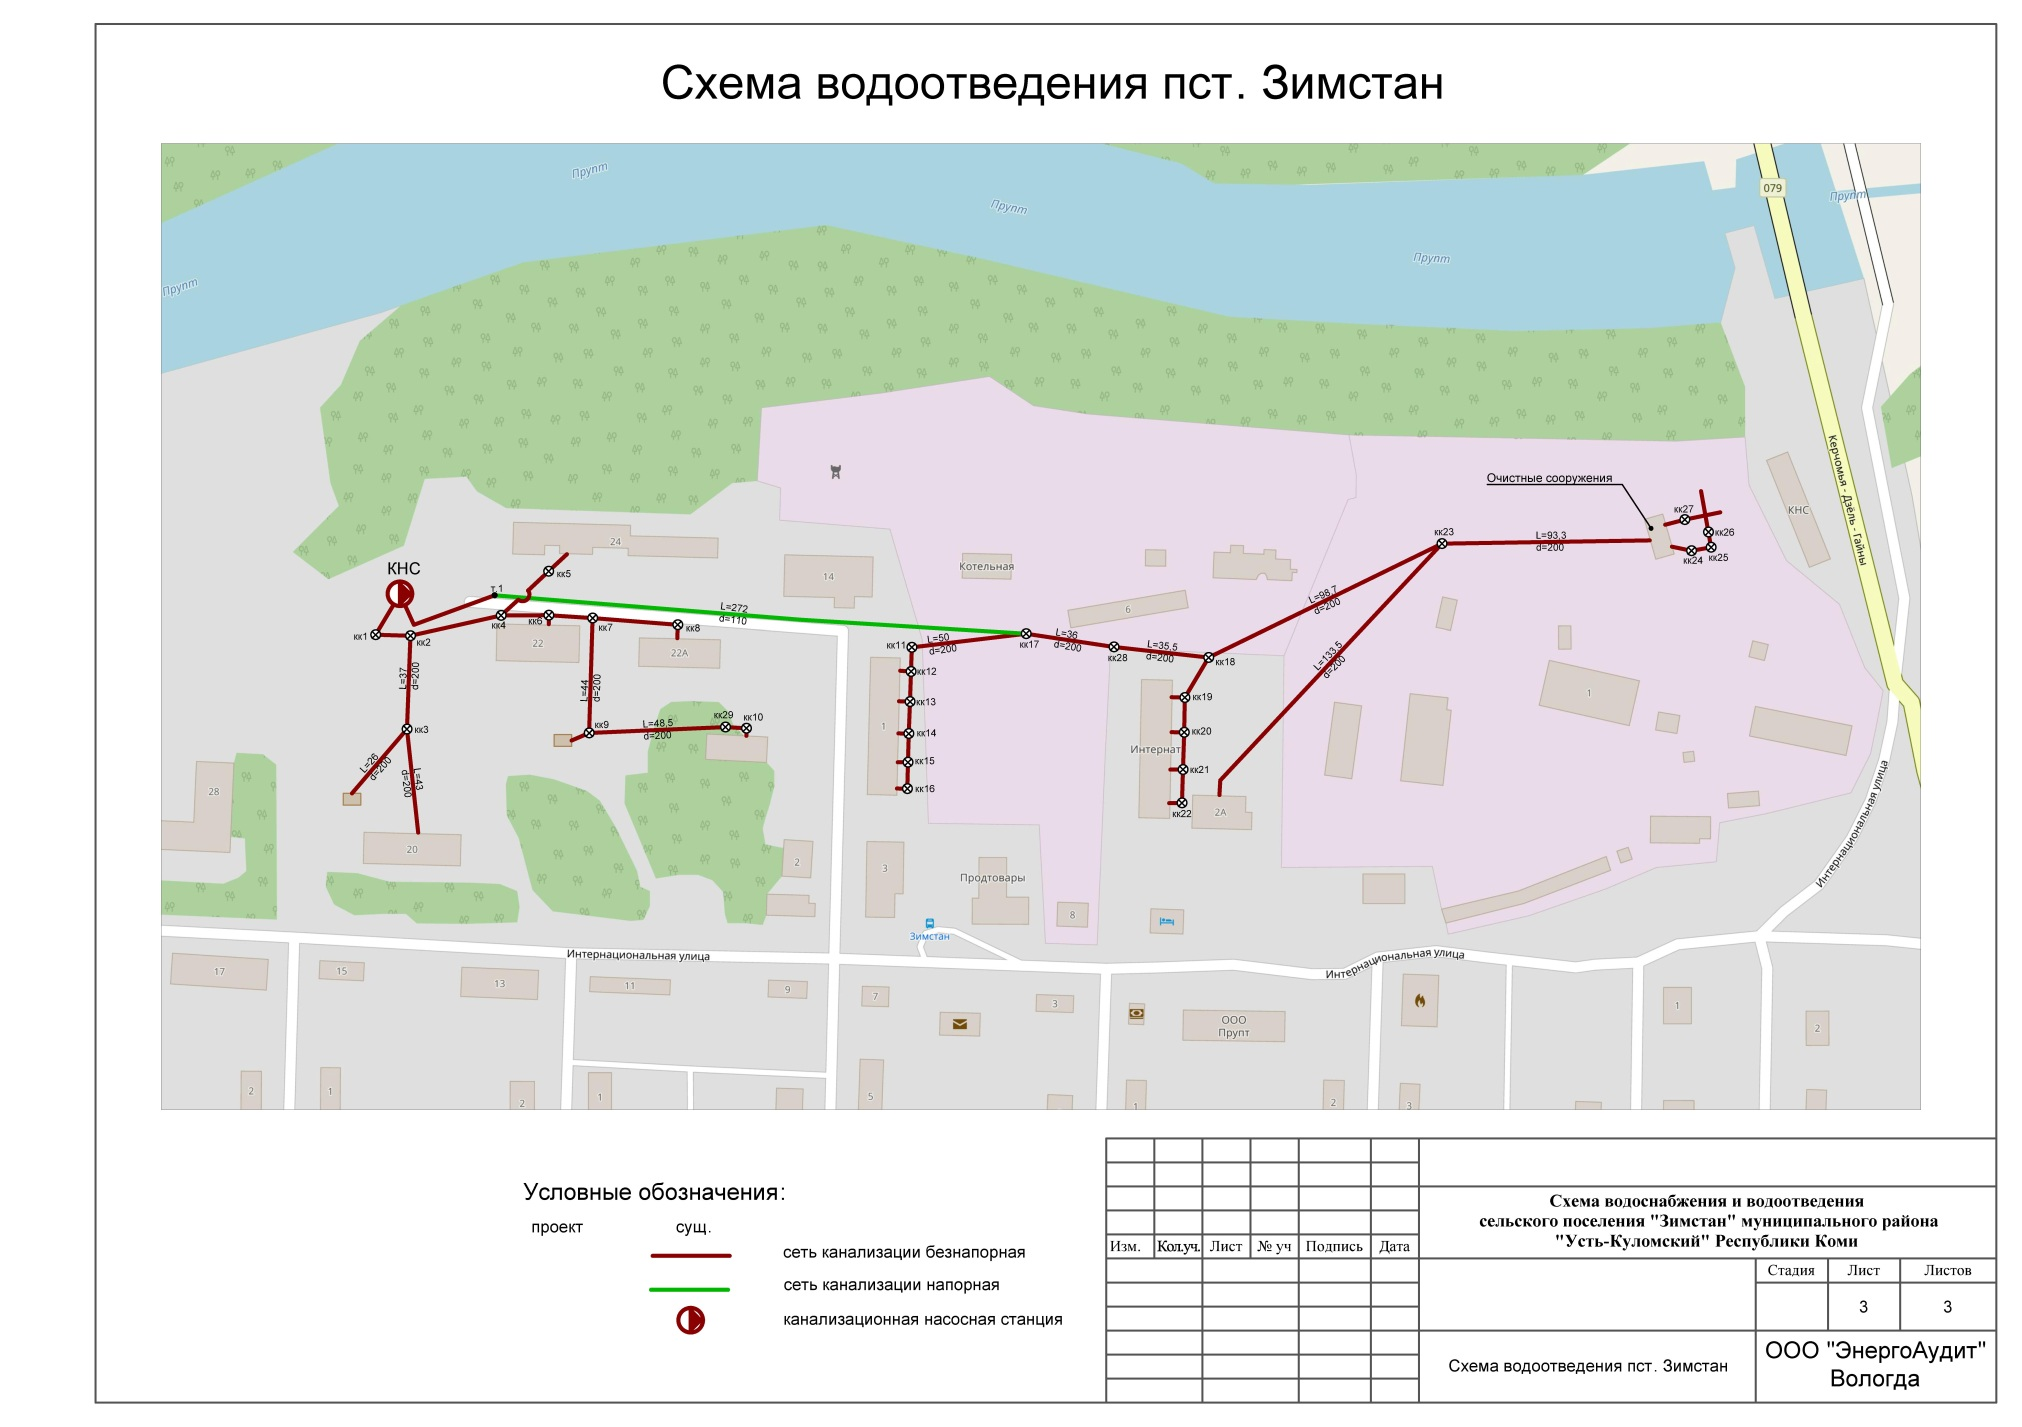 Схема водоотведения пст. Зимстан
Прупт
Прупт
Прупт
Прупт
Прупт
079
Керчомья - Дзёль - Гайны
Очистные сооружения
КНС
24
14
Котельная
6
КНС
т.1
кк1
кк2
кк3
кк4
кк5
кк6
кк7
кк8
кк9
кк29
кк10
кк11
кк12
кк13
кк14
кк15
кк16
кк17
кк28
кк18
кк19
кк20
кк21
кк22
кк23
кк24
кк25
кк26
кк27
L=272
d=110
L=50
d=200
L=36
d=200
L=35,5
d=200
L=98,7
d=200
L=133,5
d=200
L=93,3
d=200
L=37
d=200
L=44
d=200
L=48,5
d=200
L=26
d=200
L=43
d=200
22
22А
1
Интернат
2А
1
28
20
2
3
Продтовары
8
Зимстан
Интернациональная улица
Интернациональная улица
Интернациональная улица
17
15
13
11
9
7
3
ООО
Прупт
1
2
2
1
2
1
5
1
2
3
Условные обозначения:
проект
сущ.
сеть канализации безнапорная
сеть канализации напорная
канализационная насосная станция
Изм.
Кол.уч.
Лист
№ уч
Подпись
Дата
Схема водоснабжения и водоотведения
сельского поселения "Зимстан" муниципального района
"Усть-Куломский" Республики Коми
Стадия
Лист
Листов
3
3
Схема водоотведения пст. Зимстан
ООО "ЭнергоАудит"
Вологда